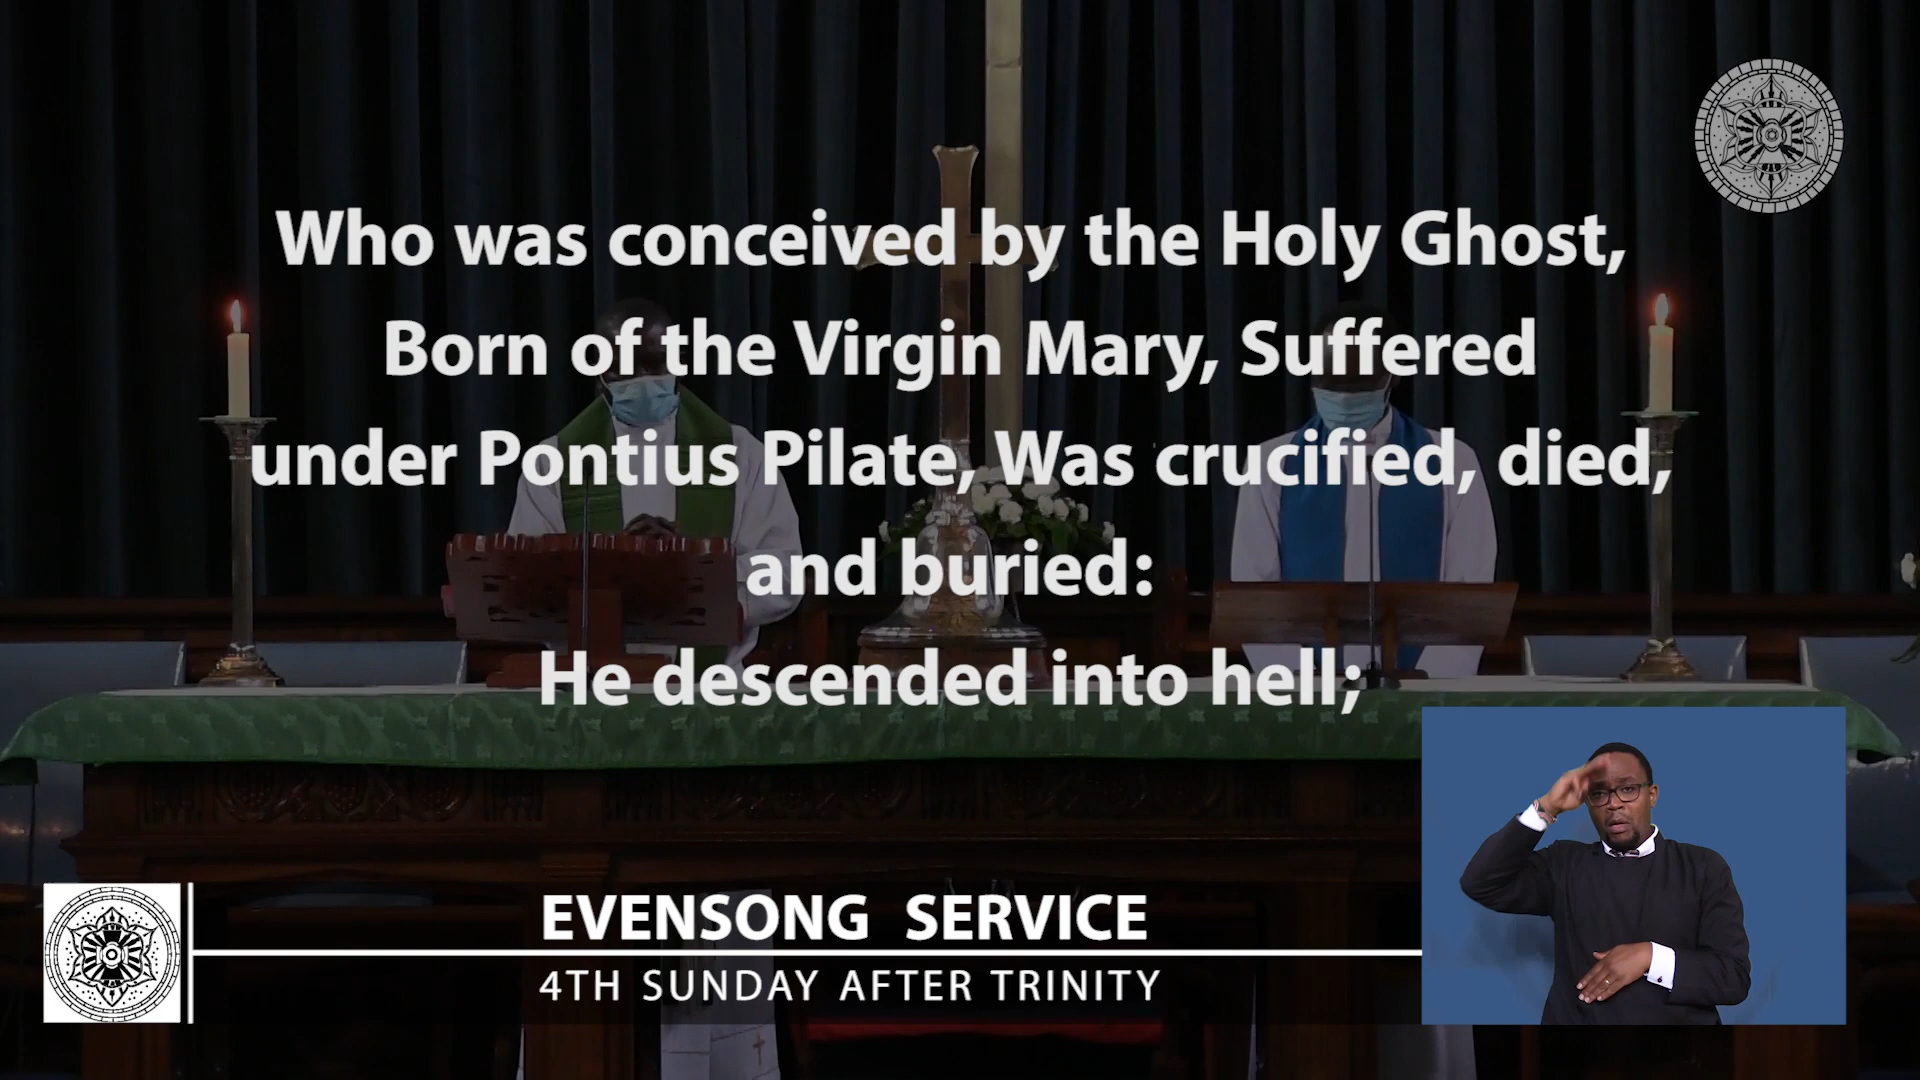 Who was conceived by the Holy Ghost,
Born of the Virgin Mary, Suffered
under Pontius Pilate, Was crucified, died,
and buried:
He descended into hell;
EVENSONG SERVICE
4TH SUNDAY AFTER TRINITY